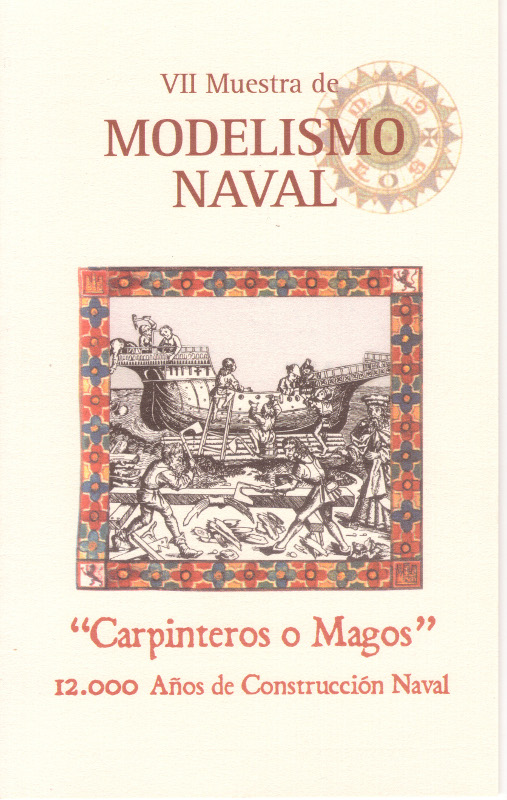 VII Muestra de
MODELISMO
NAVAL
“Carpinteros o Magos”
12.000 Años de Construcción Naval